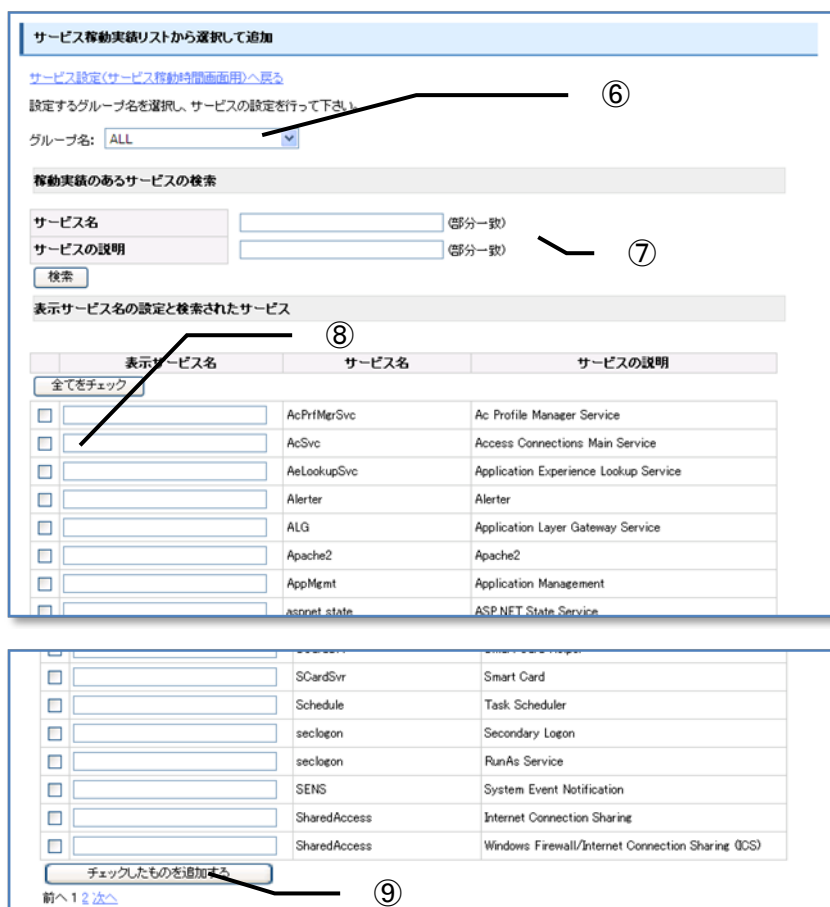 サービス稼動実績リストから選択して追加
サービス設定(サービス稼働時間画面用)へ戻る
設定するグループ名を選択し、サービスの設定を行って下さい。
⑥
グループ名: ALL
稼動実績のあるサービスの検索
サービス名 (部分一致)
サービスの説明 (部分一致)
⑦
検索
表示サービス名の設定と検索されたサービス
⑧
表示サービス名 サービス名 サービスの説明
全てをチェック
AcPrfMgrSvc Ac Profile Manager Service
AcSvc Access Connections Main Service
AeLookupSvc Application Experience Lookup Service
Alerter Alerter
ALG Application Layer Gateway Service
Apache2 Apache2
AppMgmt Application Management
aspnet_state ASP.NET State Service
SCardSvr Smart Card
Schedule Task Scheduler
seclogon Secondary Logon
seclogon RunAs Service
SENS System Event Notification
SharedAccess Internet Connection Sharing
SharedAccess Windows Firewall/Internet Connection Sharing (ICS)
チェックしたものを追加する
⑨
前へ 1 2 次へ